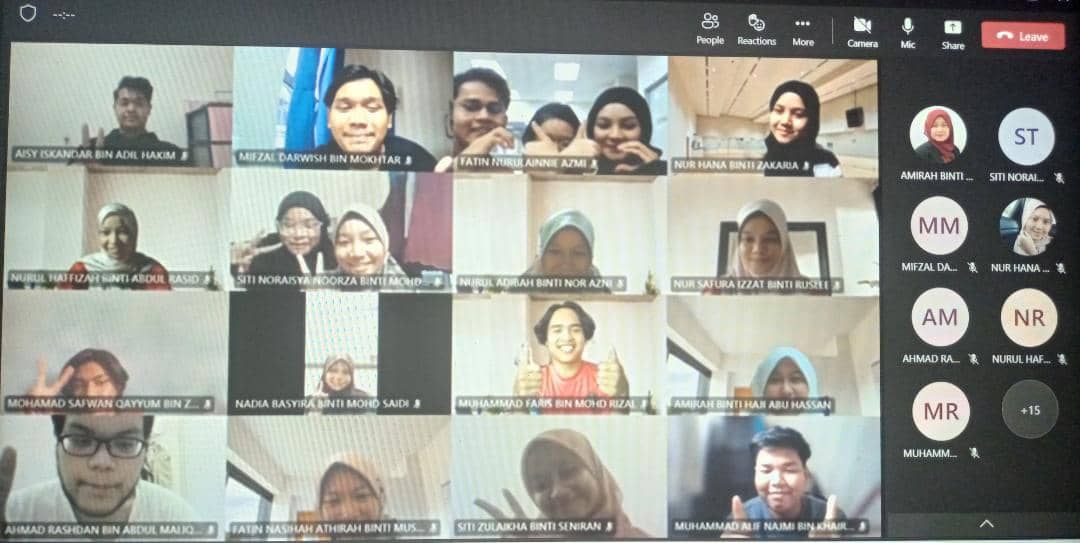 --:--
People
Reactions
More
Camera
Mic
Share
Leave
AISY ISKANDAR BIN ADIL HAKIM
MIFZAL DARWISH BIN MOKHTAR
FATIN NURUL AINNIE AZMI
NUR HANA BINTI ZAKARIA
NURUL HAFFIZAH BINTI ABDUL RASID
SITI NORAISYA NOORZA BINTI MOHD...
NURUL ADIBAH BINTI NOR AZNI
NUR SAFURA IZZAT BINTI RUSLEE
MOHAMAD SAFWAN QAYYUM BIN Z...
NADIA BASYIRA BINTI MOHD SAIDI
MUHAMMAD FARIS BIN MOHD RIZAL
AMIRAH BINTI HAJI ABU HASSAN
AHMAD RASHDAN BIN ABDUL MALIQ...
FATIN NASIHAH ATHIRAH BINTI MUS...
SITI ZULAIKHA BINTI SENIRAN
MUHAMMAD ALIF NAJMI BIN KHAIR...
AMIRAH BINTI ...
ST
SITI NORAI...
MM
MIFZAL DA...
NUR HANA ...
AM
AHMAD RA...
NR
NURUL HAF...
MR
MUHAMM...
+15